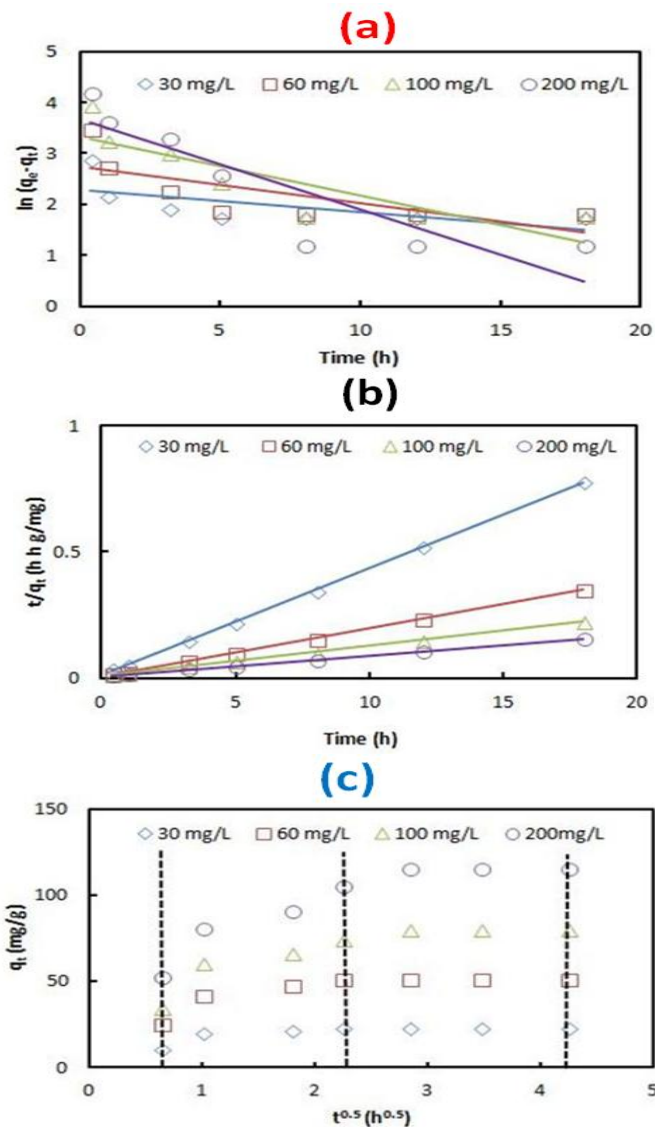 (a)
5
4
3
2
1
0
ln (qe-qt)
30 mg/L 60 mg/L 100 mg/L 200 mg/L
0 5 10 15 20
Time (h)
(b)
1
0.5
0
t/qt (h h g/mg)
30 mg/L 60 mg/L 100 mg/L 200 mg/L
0 5 10 15 20
Time (h)
(c)
150
100
50
0
qt (mg/g)
30 mg/L 60 mg/L 100 mg/L 200mg/L
0 1 2 3 4 5
t^0.5 (h^0.5)